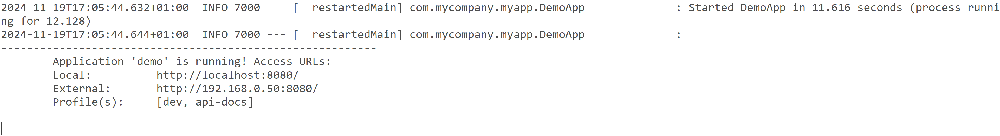 2024-11-19T17:05:44.632+01:00  INFO 7000 --- [  restartedMain] com.mycompany.myapp.DemoApp              : Started DemoApp in 11.616 seconds (process runni
ng for 12.128)
2024-11-19T17:05:44.644+01:00  INFO 7000 --- [  restartedMain] com.mycompany.myapp.DemoApp              :
----------------------------------------------------------
        Application 'demo' is running! Access URLs:
        Local:          http://localhost:8080/
        External:       http://192.168.0.50:8080/
        Profile(s):     [dev, api-docs]
----------------------------------------------------------